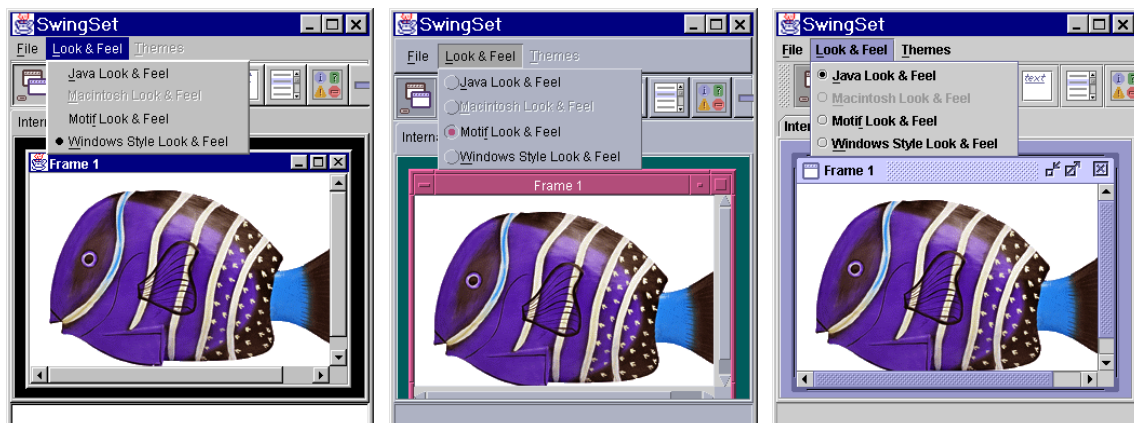 SwingSet
File Look & Feel Themes
Java Look & Feel
Macintosh Look & Feel
Motif Look & Feel
Windows Style Look & Feel
Intern
Frame 1
SwingSet
File Look & Feel Themes
Java Look & Feel
Macintosh Look & Feel
Motif Look & Feel
Windows Style Look & Feel
Interna
Frame 1
SwingSet
File Look & Feel Themes
Java Look & Feel
text
Macintosh Look & Feel
Motif Look & Feel
Windows Style Look & Feel
Inter
Frame 1